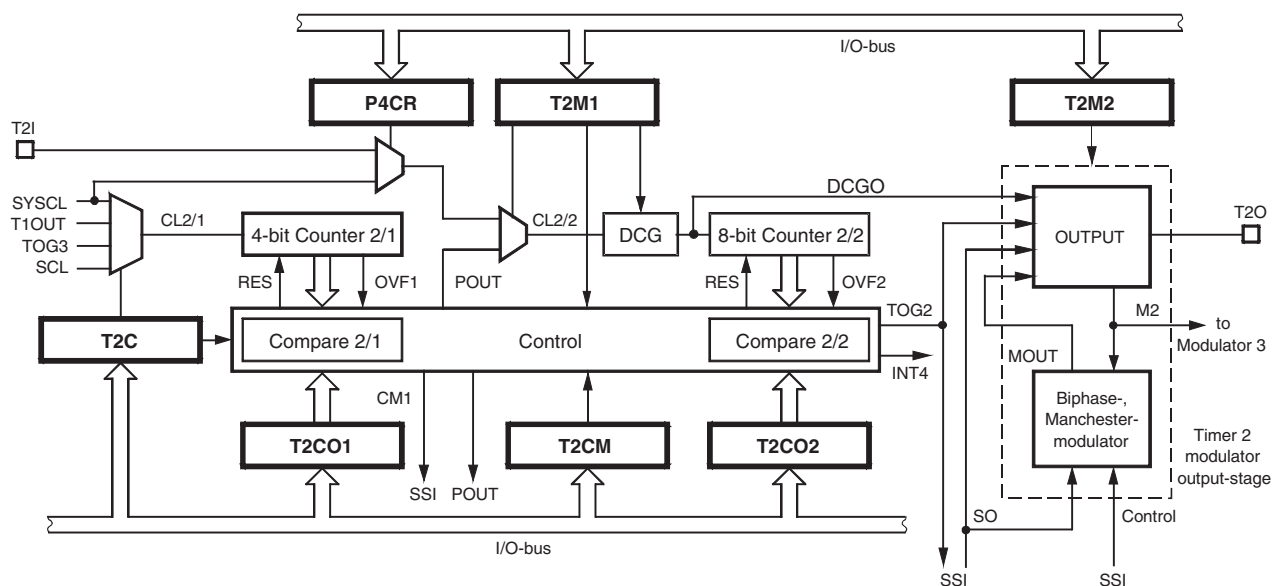 I/O-bus
P4CR
T2M1
T2M2
T2I
SYSCL
T1OUT
TOG3
SCL
CL2/1
4-bit Counter 2/1
CL2/2
DCG
DCGO
8-bit Counter 2/2
OUTPUT
T2O
RES
OVF1
POUT
RES
OVF2
TOG2
M2
to
Modulator 3
T2C
Compare 2/1
Control
Compare 2/2
INT4
MOUT
Biphase-,
Manchester-
modulator
Timer 2
modulator
output-stage
CM1
T2CO1
T2CM
T2CO2
SSI
POUT
SO
Control
I/O-bus
SSI
SSI